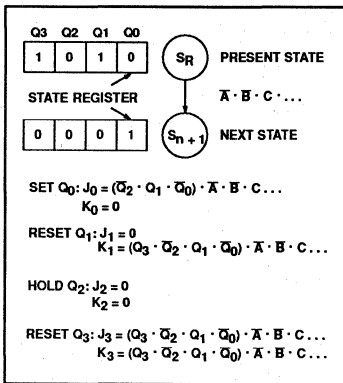 Q3 Q2 Q1 Q0
1 0 1 0 S_R PRESENT STATE
STATE REGISTER A̅ · B̅ · C · ...
0 0 0 1 S_{n + 1} NEXT STATE
SET Q₀: J₀ = (Q̅₂ · Q₁ · Q̅₀) · A̅ · B̅ · C ...
K₀ = 0
RESET Q₁: J₁ = 0
K₁ = (Q₃ · Q̅₂ · Q₁ · Q̅₀) · A̅ · B̅ · C ...
HOLD Q₂: J₂ = 0
K₂ = 0
RESET Q₃: J₃ = (Q₃ · Q̅₂ · Q₁ · Q̅₀) · A̅ · B̅ · C ...
K₃ = (Q₃ · Q̅₂ · Q₁ · Q̅₀) · A̅ · B̅ · C ...